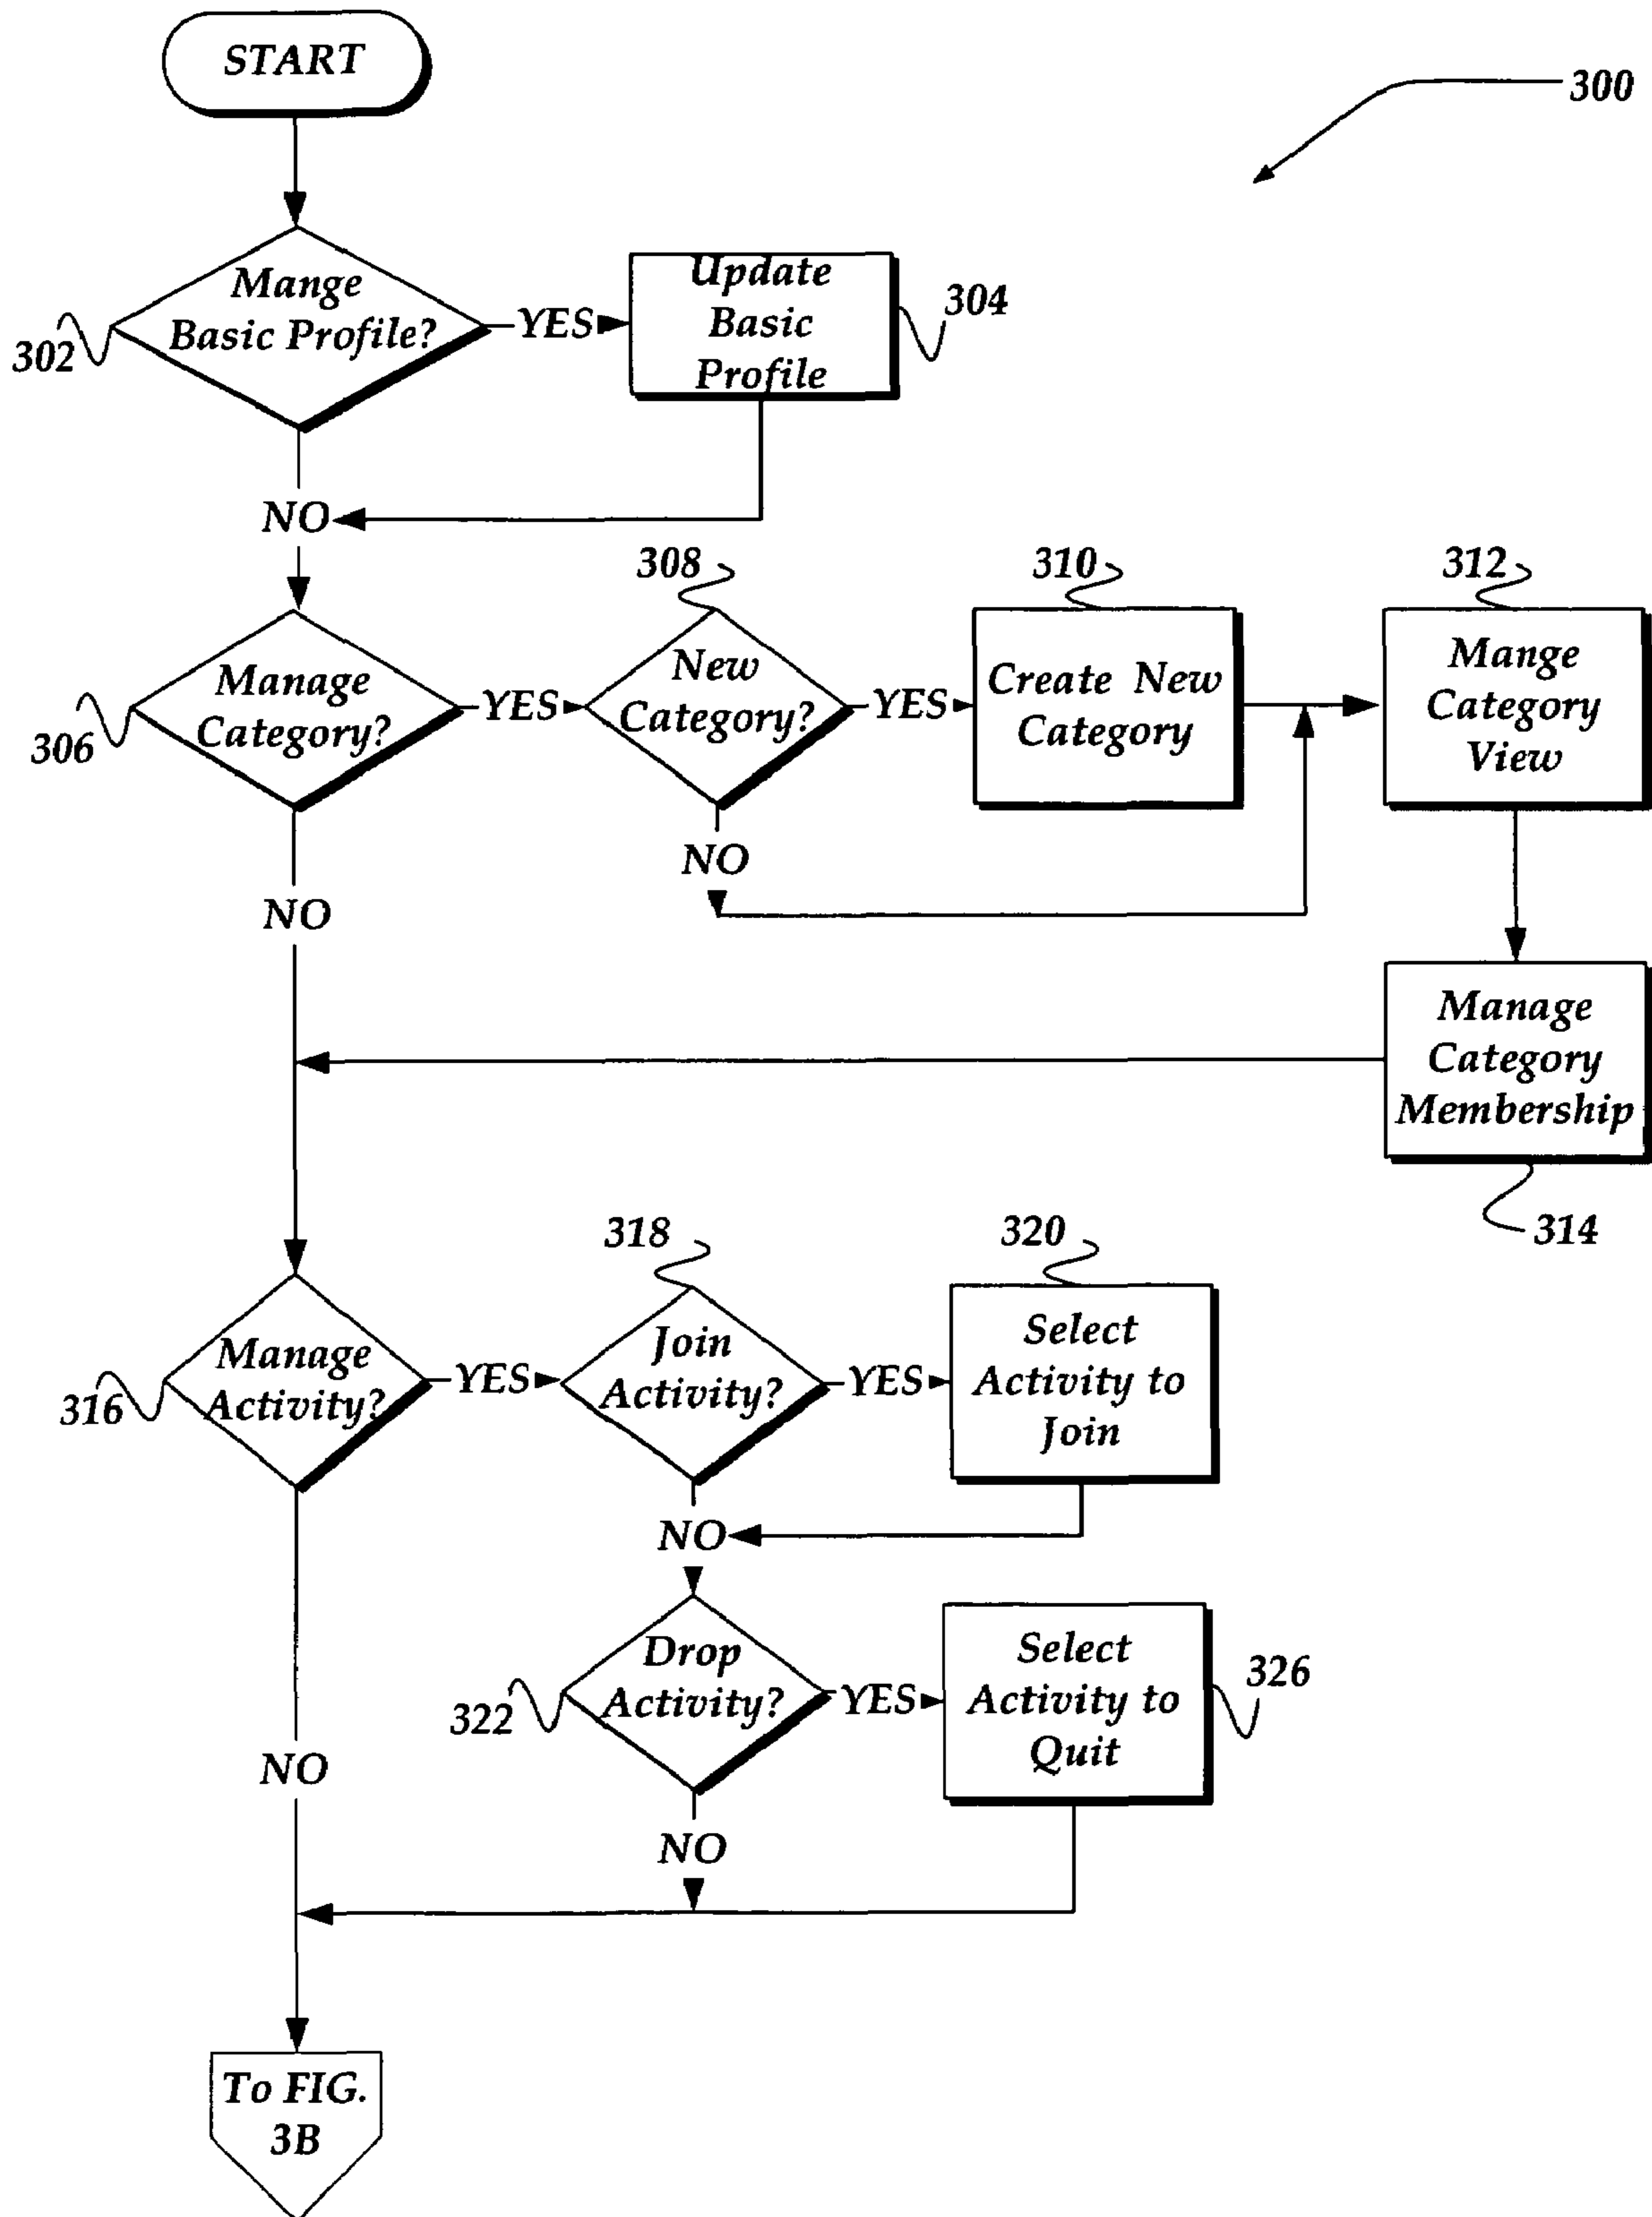 START
300
Mange
Basic Profile?
302
YES
Update
Basic
Profile
304
NO
308
310
312
Manage
Category?
306
YES
New
Category?
YES
Create New
Category
Mange
Category
View
NO
NO
Manage
Category
Membership
314
318
320
Manage
Activity?
316
YES
Join
Activity?
YES
Select
Activity to
Join
NO
Drop
Activity?
322
YES
Select
Activity to
Quit
326
NO
NO
To FIG.
3B